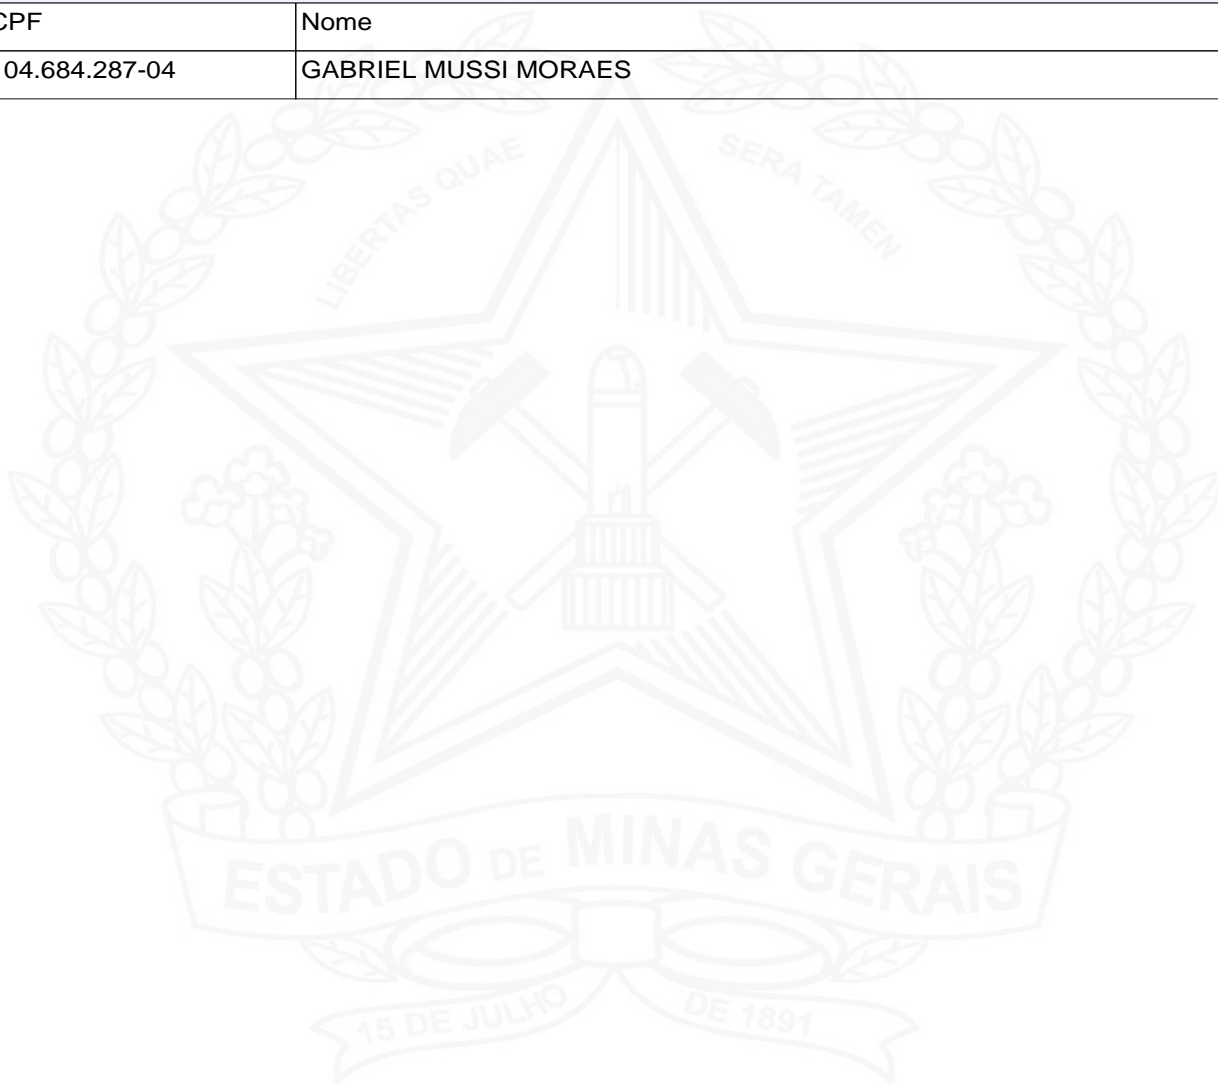 CPF Nome
04.684.287-04 GABRIEL MUSSI MORAES
LIBERTAS QUAE SERA TAMEN
ESTADO DE MINAS GERAIS
15 DE JULHO DE 1891